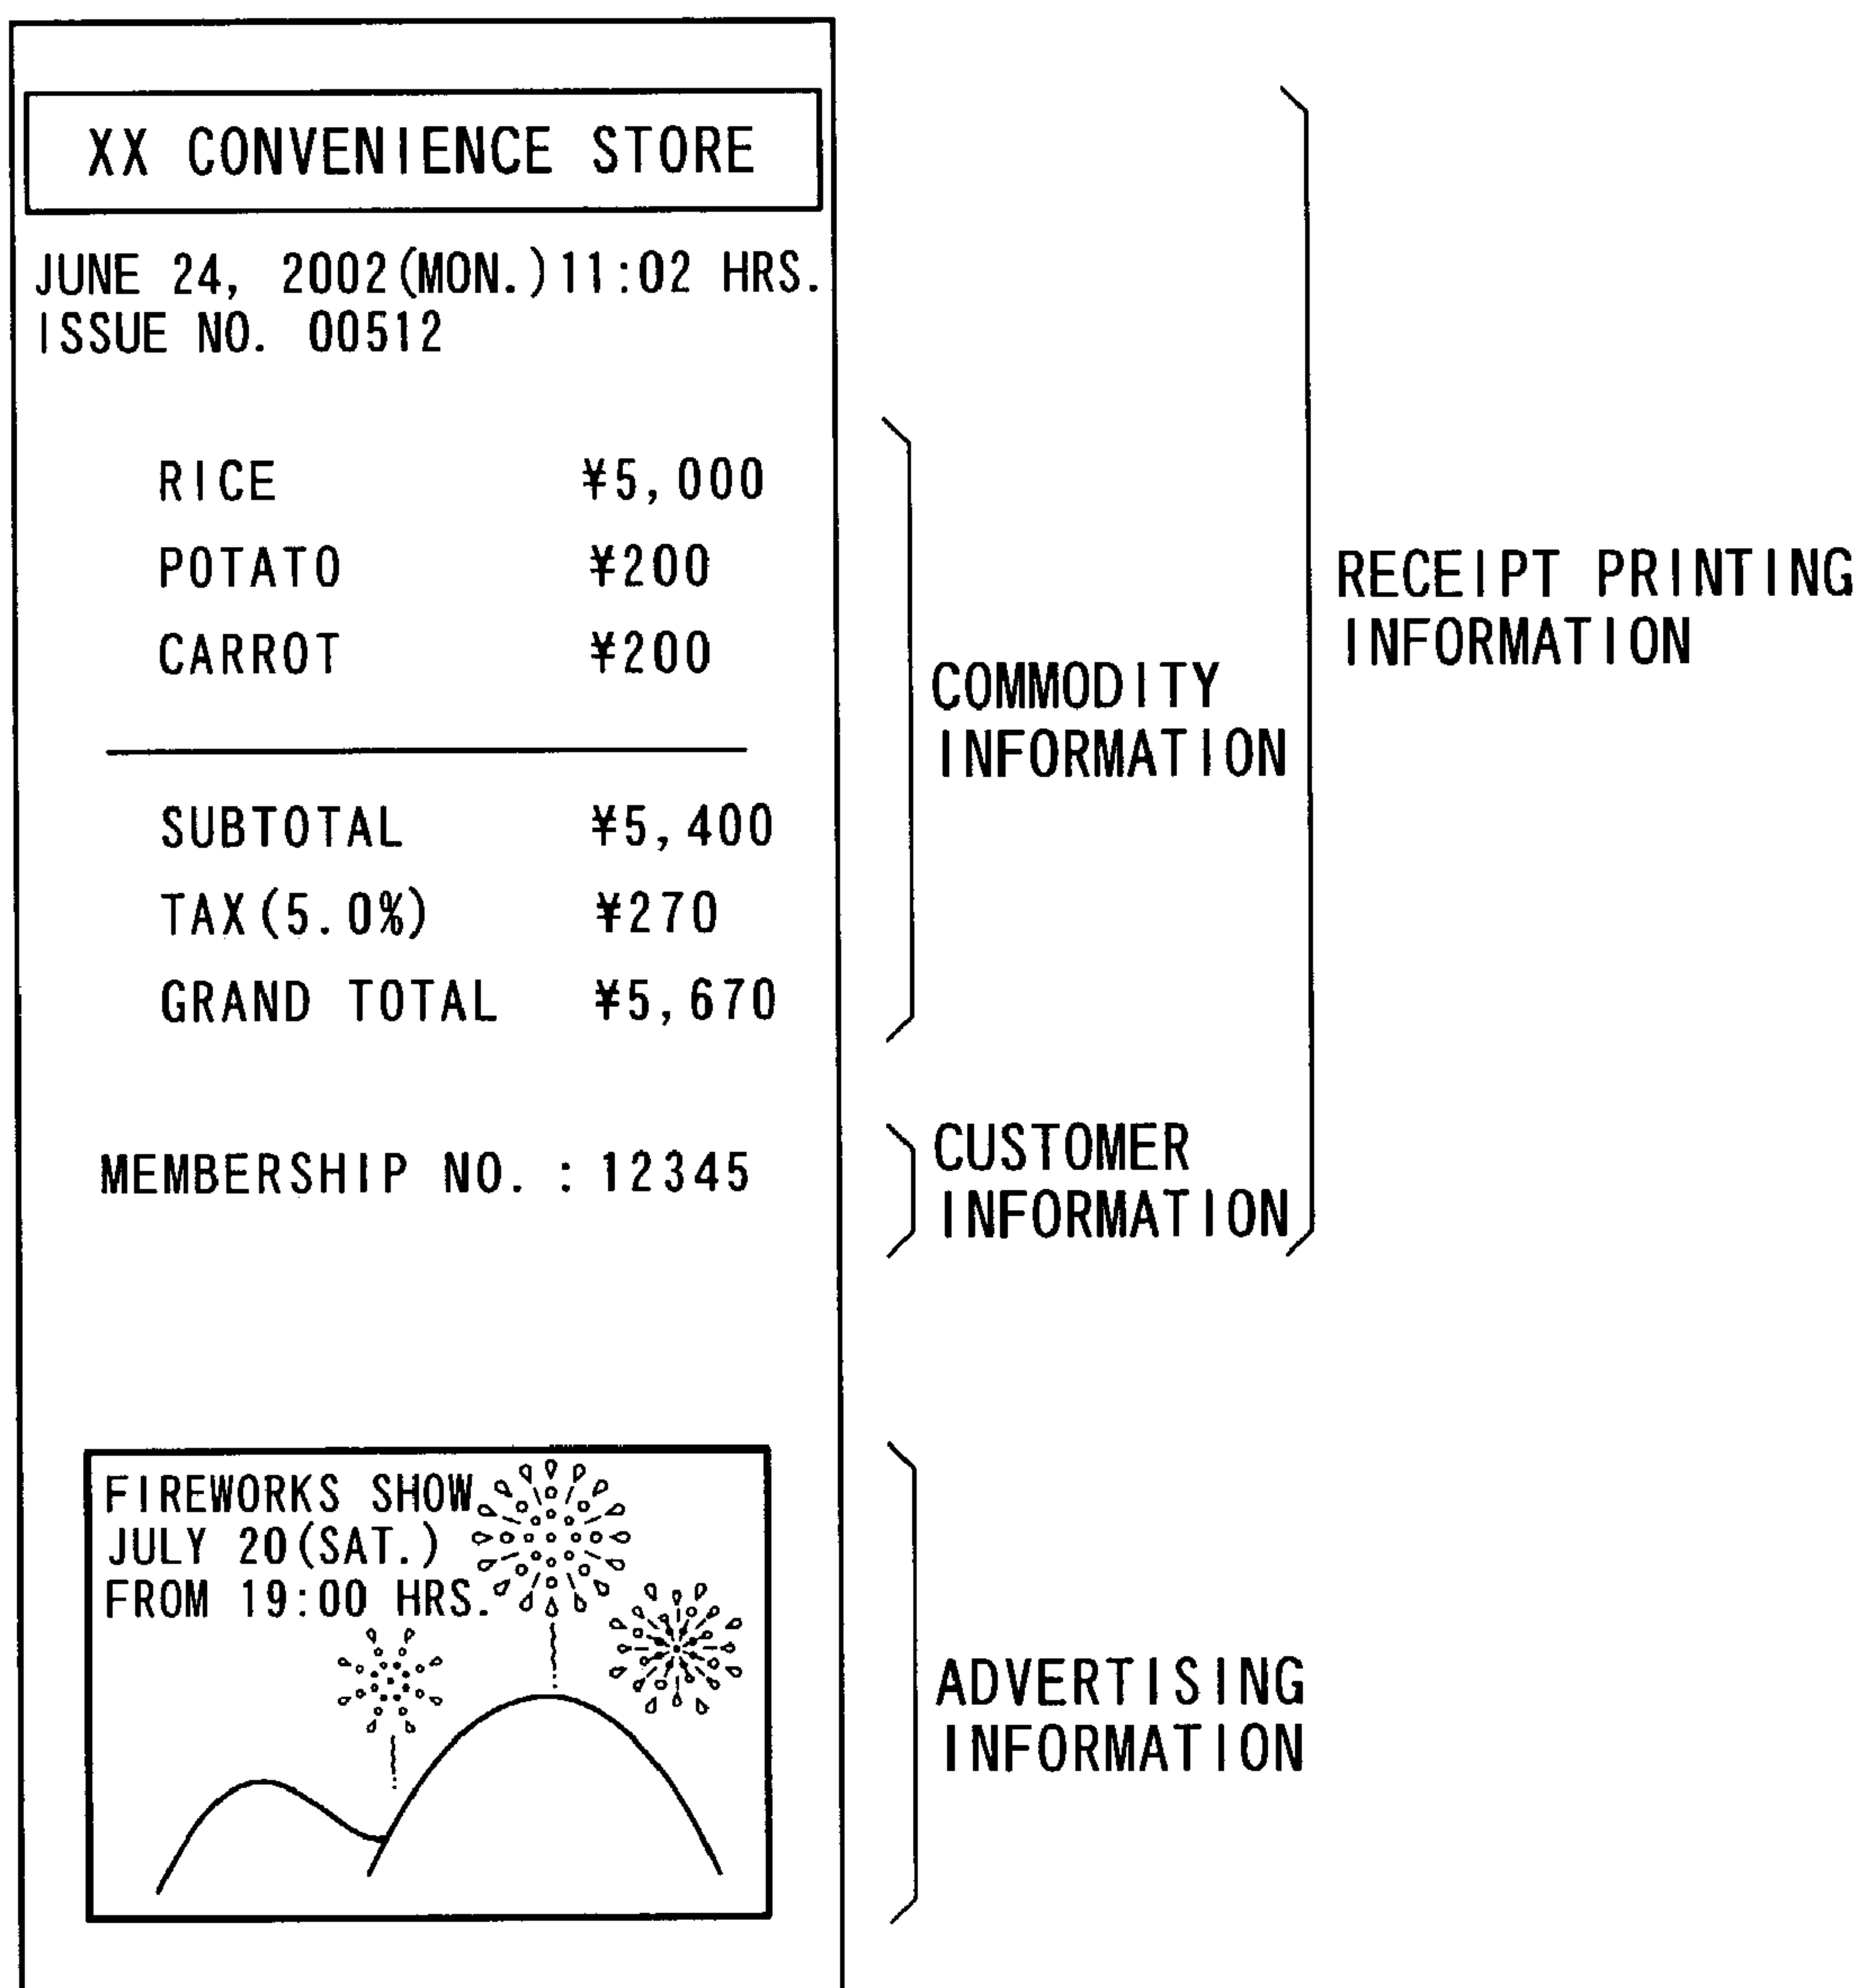 XX CONVENIENCE STORE
JUNE 24, 2002(MON.)11:02 HRS.
ISSUE NO. 00512
RICE ¥5,000
POTATO ¥200
CARROT ¥200
SUBTOTAL ¥5,400
TAX(5.0%) ¥270
GRAND TOTAL ¥5,670
MEMBERSHIP NO. : 12345
FIREWORKS SHOW
JULY 20(SAT.)
FROM 19:00 HRS.
COMMODITY
INFORMATION
CUSTOMER
INFORMATION
ADVERTISING
INFORMATION
RECEIPT PRINTING
INFORMATION